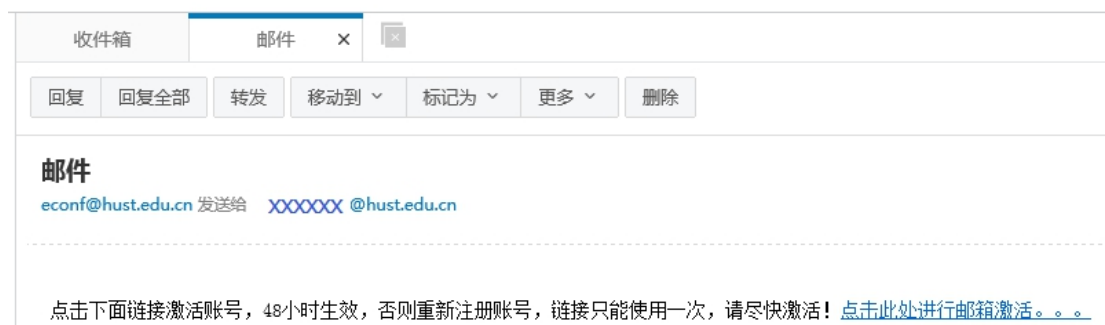 收件箱 邮件 ×
回复 回复全部 转发 移动到 标记为 更多 删除
邮件
econf@hust.edu.cn 发送给 XXXXXX @hust.edu.cn
点击下面链接激活账号，48小时生效，否则重新注册账号，链接只能使用一次，请尽快激活！点击此处进行邮箱激活。。。